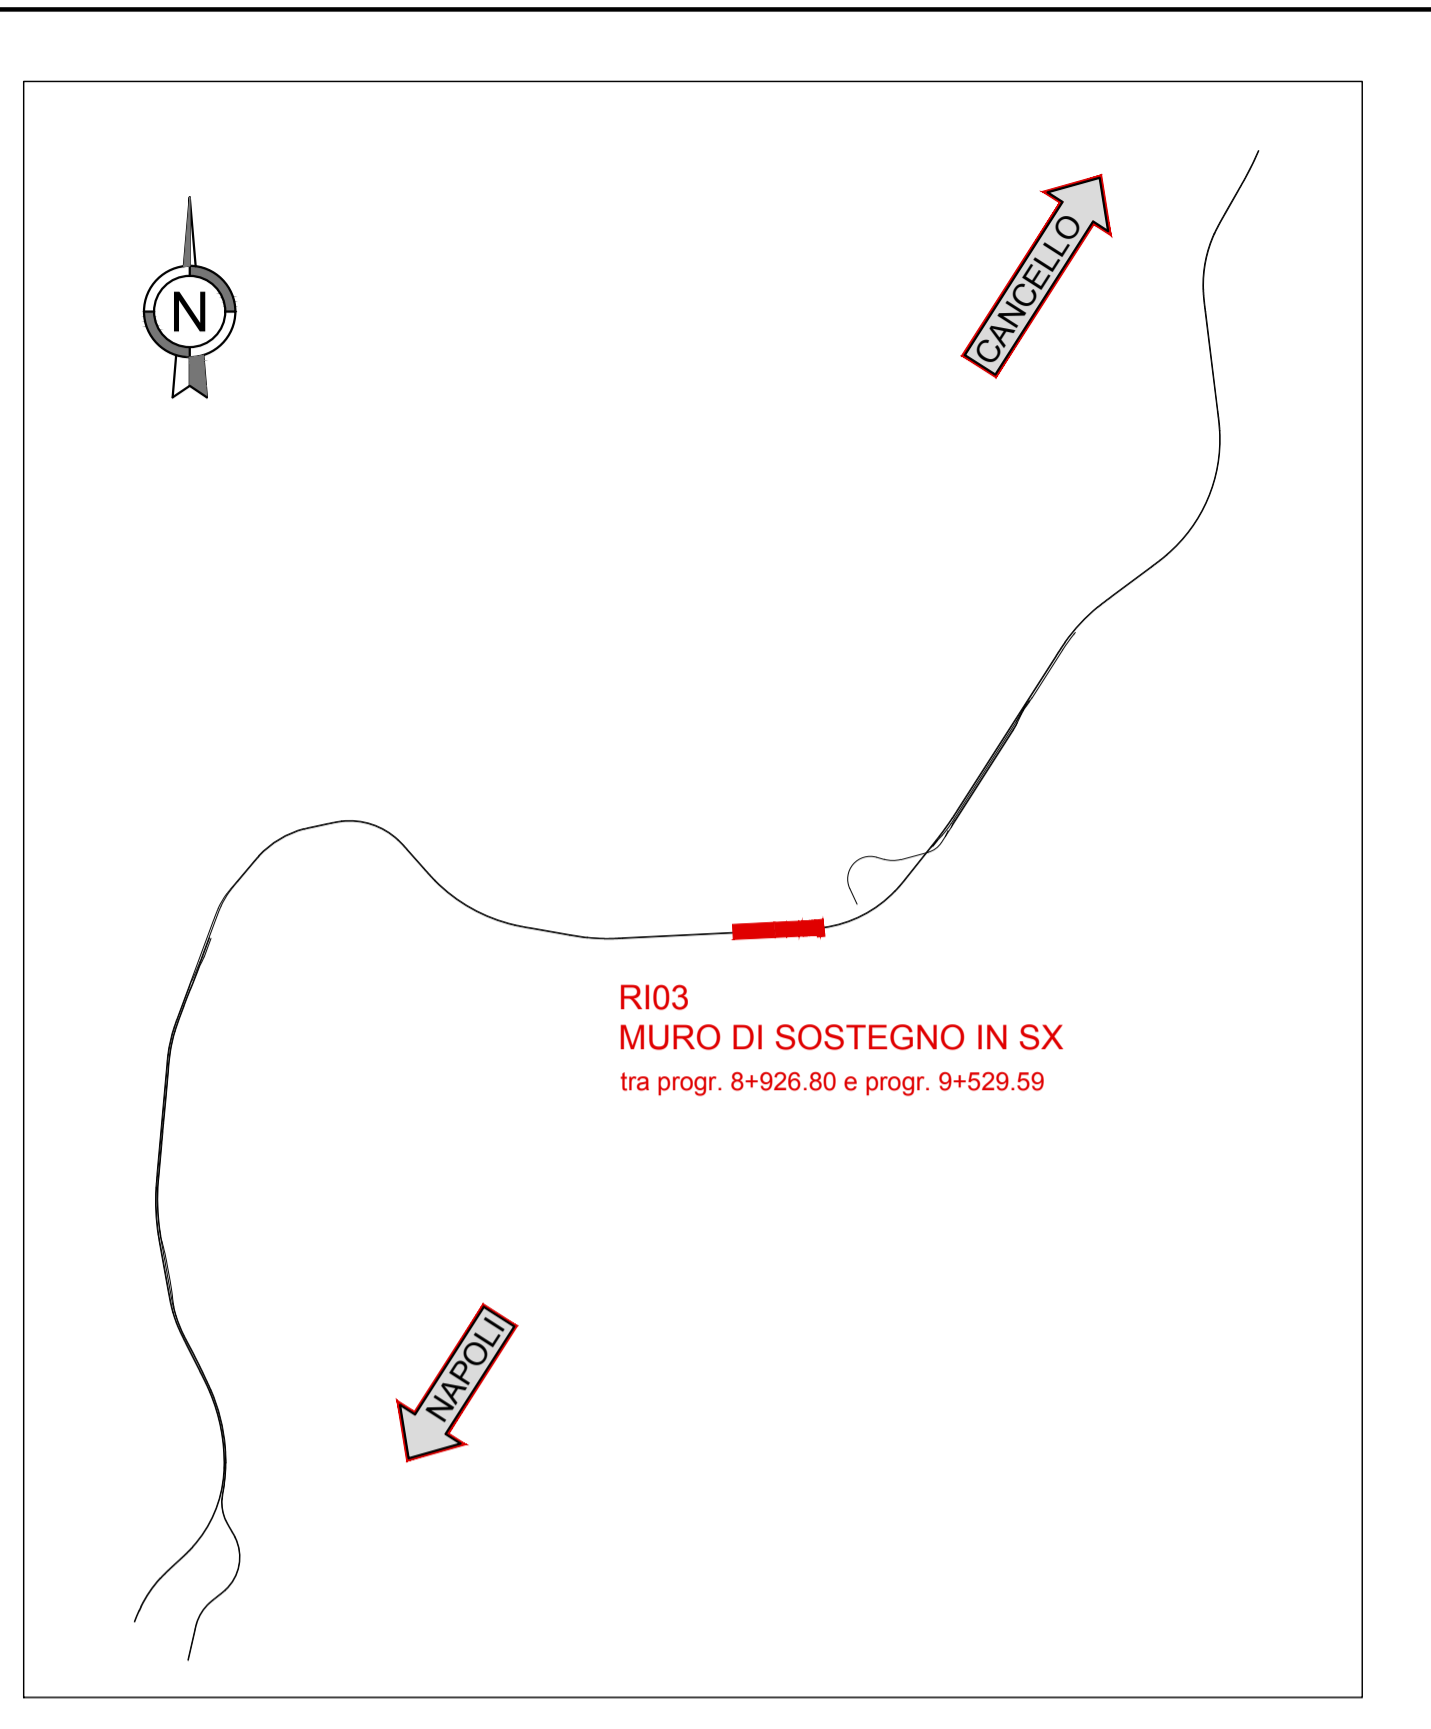 CANCELLO
N
RI03
MURO DI SOSTEGNO IN SX
tra progr. 8+926.80 e progr. 9+529.59
NAPOLI